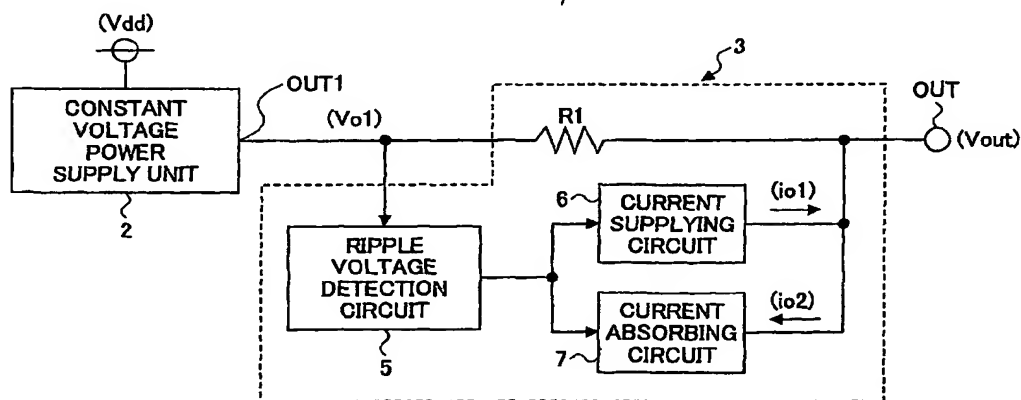 (Vdd)
3
OUT1
OUT
CONSTANT
VOLTAGE
POWER
SUPPLY UNIT
(Vo1)
R1
(Vout)
2
6
CURRENT
SUPPLYING
CIRCUIT
(io1)
RIPPLE
VOLTAGE
DETECTION
CIRCUIT
5
7
CURRENT
ABSORBING
CIRCUIT
(io2)